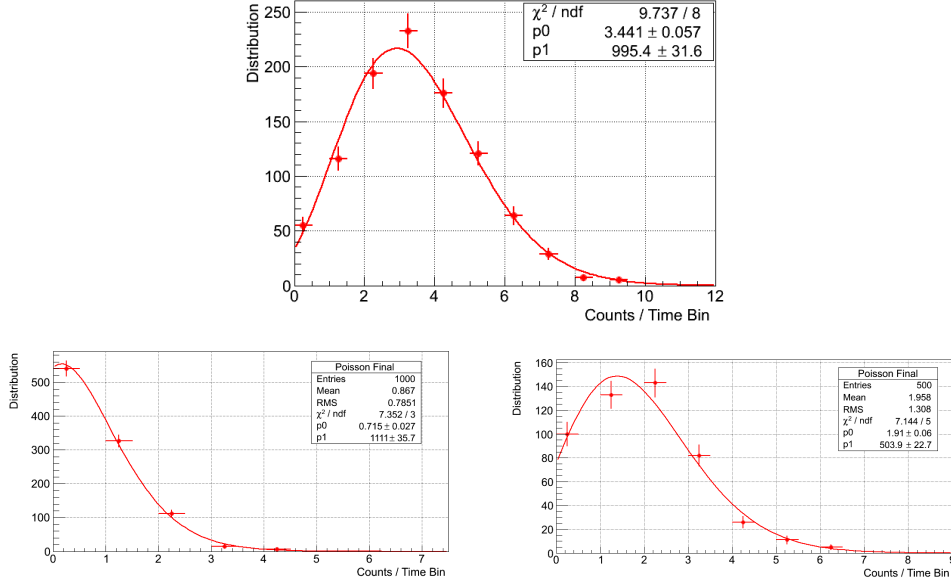 Distribution
250
200
150
100
50
0
0 2 4 6 8 10 12
Counts / Time Bin
χ² / ndf 9.737 / 8
p0 3.441 ± 0.057
p1 995.4 ± 31.6
Distribution
500
400
300
200
100
0
0 1 2 3 4 5 6 7
Counts / Time Bin
Poisson Final
Entries 1000
Mean 0.867
RMS 0.7851
χ² / ndf 7.352 / 3
p0 0.715 ± 0.027
p1 1111 ± 35.7
Distribution
160
140
120
100
80
60
40
20
0
0 1 2 3 4 5 6 7 8 9
Counts / Time Bin
Poisson Final
Entries 500
Mean 1.958
RMS 1.308
χ² / ndf 7.144 / 5
p0 1.91 ± 0.06
p1 503.9 ± 22.7